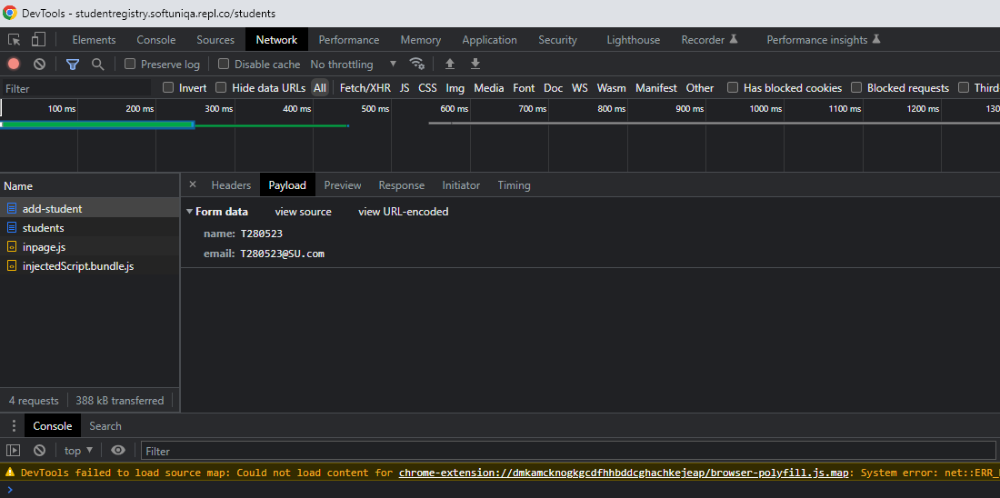 DevTools - studentregistry.softuniqa.repl.co/students
Elements Console Sources Network Performance Memory Application Security Lighthouse Recorder Performance insights
Preserve log Disable cache No throttling
Filter Invert Hide data URLs All Fetch/XHR JS CSS Img Media Font Doc WS Wasm Manifest Other Has blocked cookies Blocked requests Third
100 ms 200 ms 300 ms 400 ms 500 ms 600 ms 700 ms 800 ms 900 ms 1000 ms 1100 ms 1200 ms 130
Name × Headers Payload Preview Response Initiator Timing
add-student Form data view source view URL-encoded
students
name: T280523
inpage.js
email: T280523@SU.com
injectedScript.bundle.js
4 requests 388 kB transferred
Console Search
top Filter
DevTools failed to load source map: Could not load content for chrome-extension://dmkamcknogkgcdfhhbddcghachkejeap/browser-polyfill.js.map: System error: net::ERR_